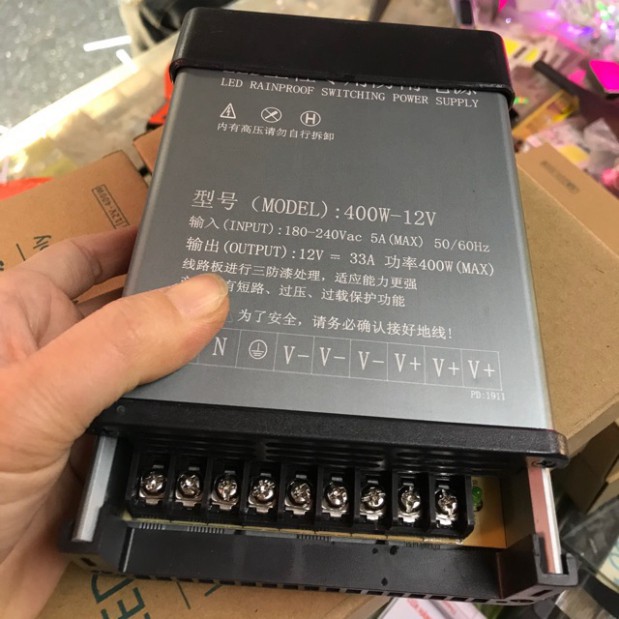 LED RAINPROOF SWITCHING POWER SUPPLY
内有高压请勿自行拆卸
型号 (MODEL):400W-12V
输入(INPUT):180-240Vac 5A(MAX) 50/60Hz
输出(OUTPUT):12V = 33A 功率400W(MAX)
线路板进行三防漆处理, 适应能力更强
有短路、过压、过载保护功能
为了安全, 请务必确认接好地线!
N V- V- V- V+ V+ V+
PD:1911